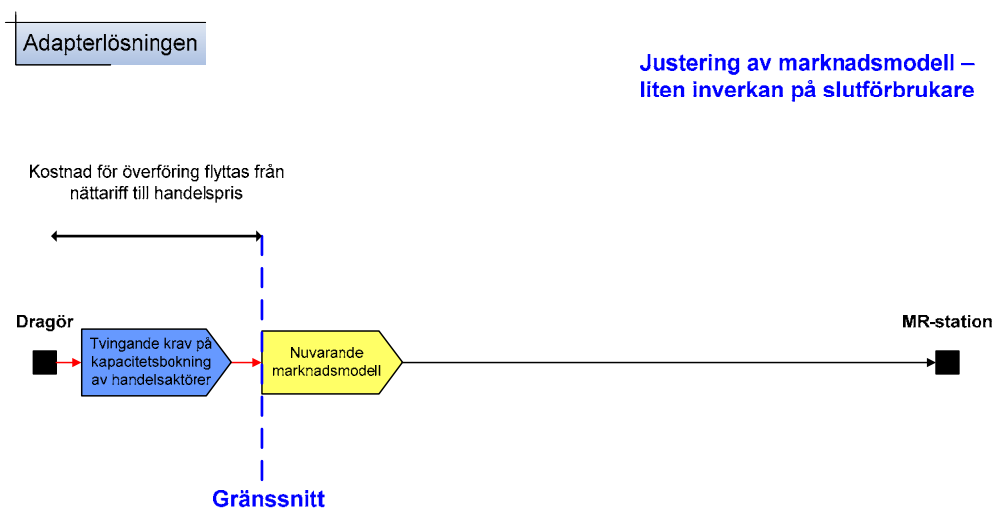 Adapterlösningen
Justering av marknadsmodell –
liten inverkan på slutförbrukare
Kostnad för överföring flyttas från
nättariff till handelspris
Dragör
MR-station
Tvingande krav på
kapacitetsbokning
av handelsaktörer
Nuvarande
marknadsmodell
Gränssnitt